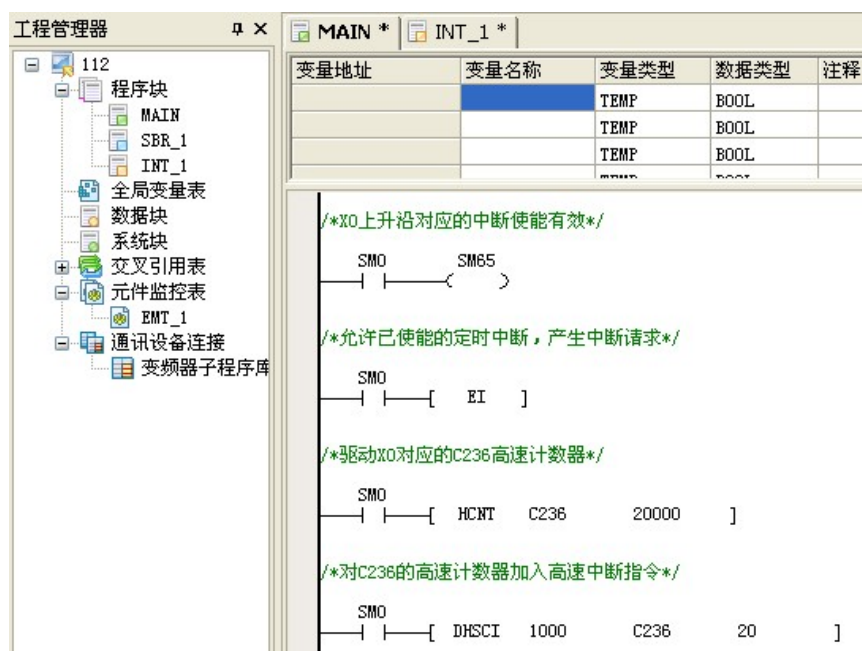 工程管理器
MAIN *
INT_1 *
112
程序块
MAIN
SBR_1
INT_1
全局变量表
数据块
系统块
交叉引用表
元件监控表
EMT_1
通讯设备连接
变频器子程序库
变量地址 变量名称 变量类型 数据类型 注释
TEMP BOOL
TEMP BOOL
TEMP BOOL
/*X0上升沿对应的中断使能有效*/
SM0 SM65
/*允许已使能的定时中断，产生中断请求*/
SM0
[ EI ]
/*驱动X0对应的C236高速计数器*/
SM0
[ HCNT C236 20000 ]
/*对C236的高速计数器加入高速中断指令*/
SM0
[ DHSCI 1000 C236 20 ]